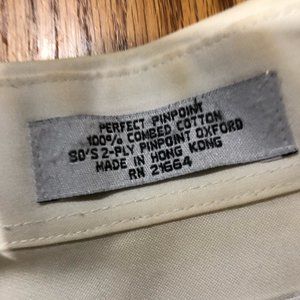 PERFECT PINPOINT
100% COMBED COTTON
80'S 2-PLY PINPOINT OXFORD
MADE IN HONG KONG
RN 21664